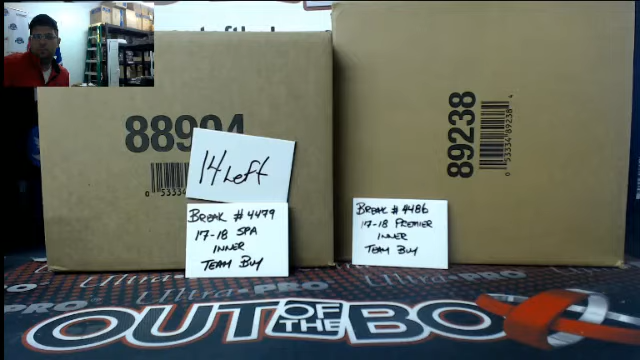 88994
14 Left
BREAK # 4479
17-18 SPA
INNER
TEAM BUY
89238
BREAK # 4486
17-18 PREMIER
INNER
TEAM BUY
Ultra-PRO
OUT OF THE BOX